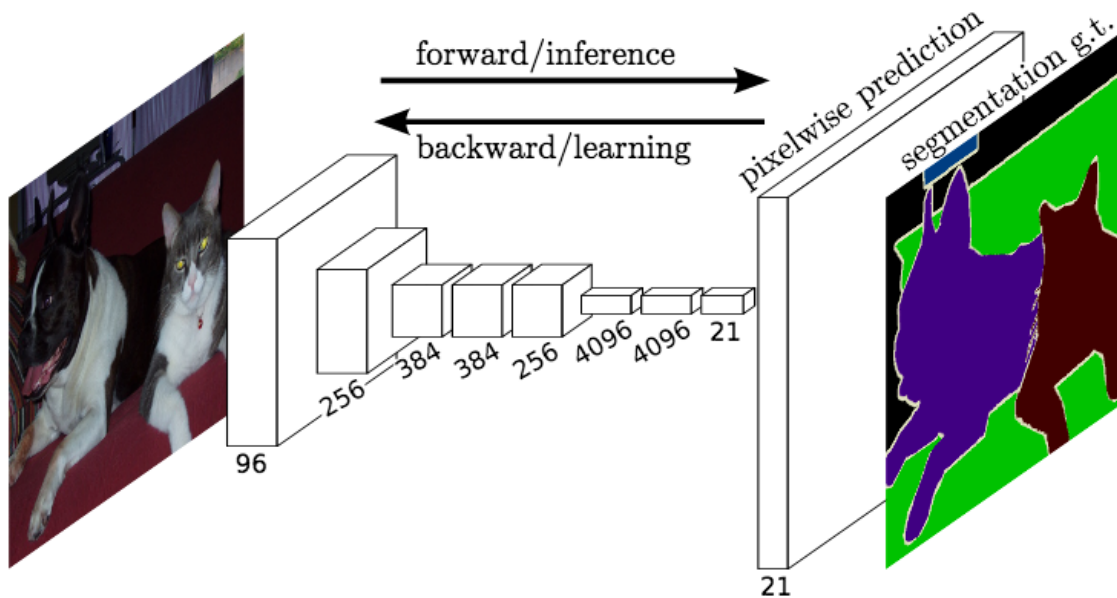 forward/inference
backward/learning
pixelwise prediction
segmentation g.t.
96
256
384
384
256
4096
4096
21
21